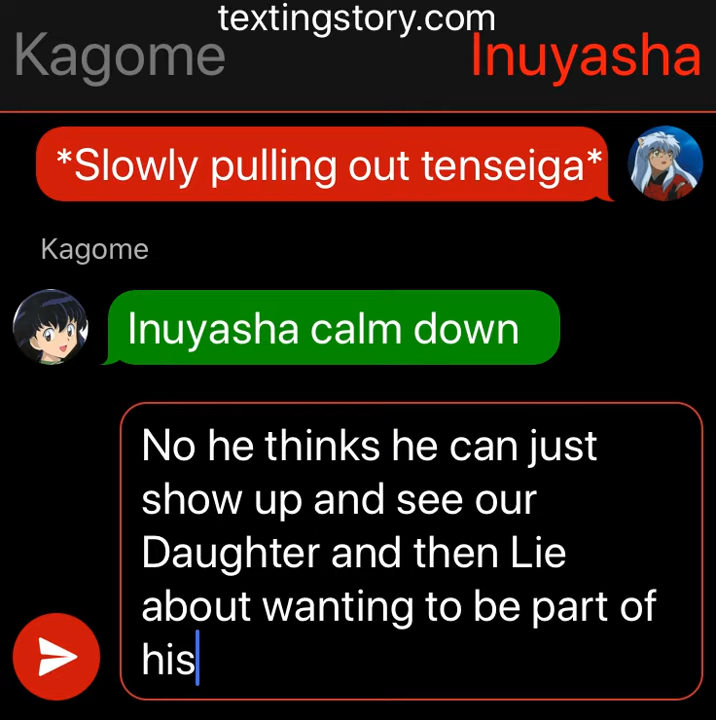 textingstory.com
Kagome Inuyasha
*Slowly pulling out tenseiga*
Kagome
Inuyasha calm down
No he thinks he can just
show up and see our
Daughter and then Lie
about wanting to be part of
his